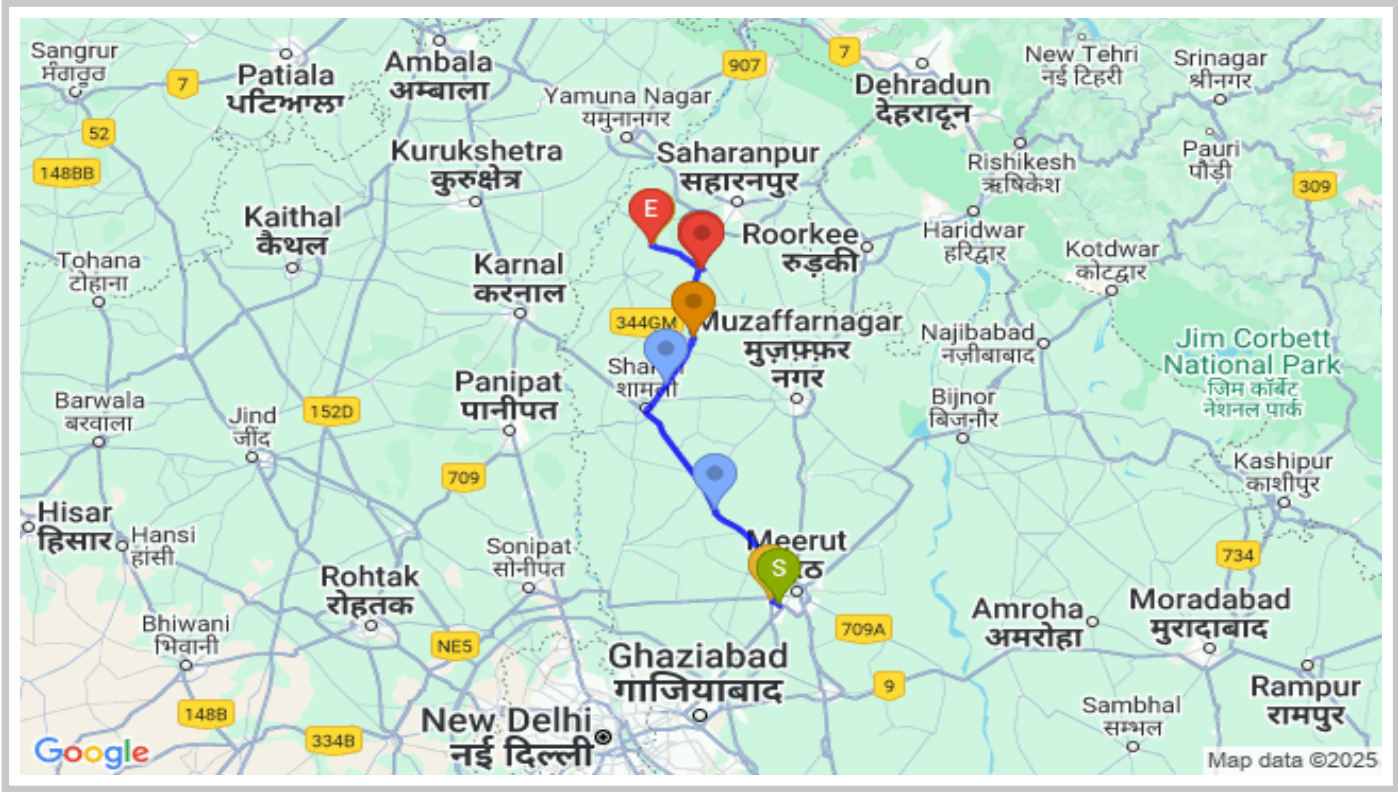 Sangrur
ਸੰਗਰੂਰ
7
Patiala
ਪਟਿਆਲਾ
Ambala
अम्बाला
907
7
New Tehri
नई टिहरी
Srinagar
श्रीनगर
Dehradun
देहरादून
Yamuna Nagar
यमुनानगर
52
148BB
Kurukshetra
कुरुक्षेत्र
Saharanpur
सहारनपुर
Rishikesh
ऋषिकेश
Pauri
पौड़ी
309
Kaithal
कैथल
E
Roorkee
रुड़की
Haridwar
हरिद्वार
Kotdwar
कोटद्वार
Tohana
टोहाना
Karnal
करनाल
344GM
Muzaffarnagar
मुज़फ़्फ़र
नगर
Najibabad
नज़ीबाबाद
Jim Corbett
National Park
जिम कॉर्बेट
नेशनल पार्क
Panipat
पानीपत
Barwala
बरवाला
Jind
जींद
152D
Bijnor
बिजनौर
709
Kashipur
काशीपुर
Hisar
हिसार
Hansi
हांसी
Sonipat
सोनीपत
Meerut
S
734
Rohtak
रोहतक
Bhiwani
भिवानी
NE5
709A
Amroha
अमरोहा
Moradabad
मुरादाबाद
Ghaziabad
गाजियाबाद
9
148B
334B
New Delhi
नई दिल्ली
Sambhal
सम्भल
Rampur
रामपुर
Google
Map data ©2025